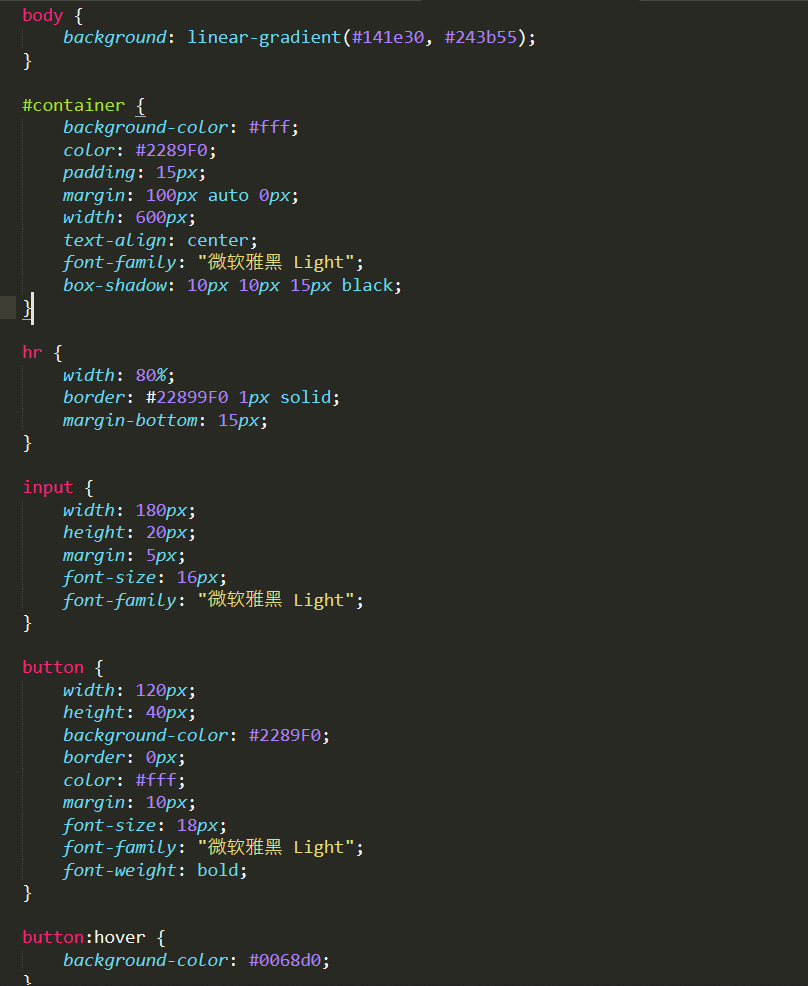 body {
    background: linear-gradient(#141e30, #243b55);
}

#container {
    background-color: #fff;
    color: #2289F0;
    padding: 15px;
    margin: 100px auto 0px;
    width: 600px;
    text-align: center;
    font-family: "微软雅黑 Light";
    box-shadow: 10px 10px 15px black;
}

hr {
    width: 80%;
    border: #22899F0 1px solid;
    margin-bottom: 15px;
}

input {
    width: 180px;
    height: 20px;
    margin: 5px;
    font-size: 16px;
    font-family: "微软雅黑 Light";
}

button {
    width: 120px;
    height: 40px;
    background-color: #2289F0;
    border: 0px;
    color: #fff;
    margin: 10px;
    font-size: 18px;
    font-family: "微软雅黑 Light";
    font-weight: bold;
}

button:hover {
    background-color: #0068d0;
}